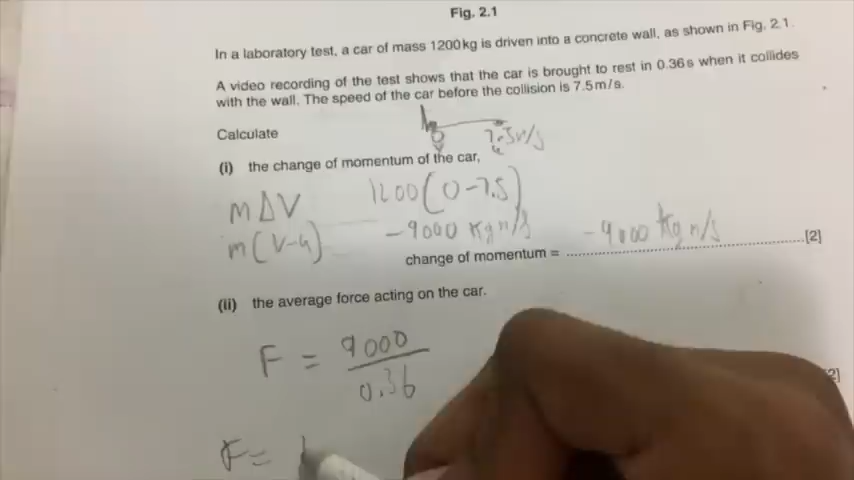 Fig. 2.1
In a laboratory test, a car of mass 1200 kg is driven into a concrete wall, as shown in Fig. 2.1.
A video recording of the test shows that the car is brought to rest in 0.36 s when it collides
with the wall. The speed of the car before the collision is 7.5 m/s.
Calculate
7.5 m/s
(i) the change of momentum of the car,
m Δ V 1200(0-7.5)
m(V-u) -9000 Kg m/s
change of momentum = -9000 Kg m/s [2]
(ii) the average force acting on the car.
F = 9000 / 0.36
2]
F =